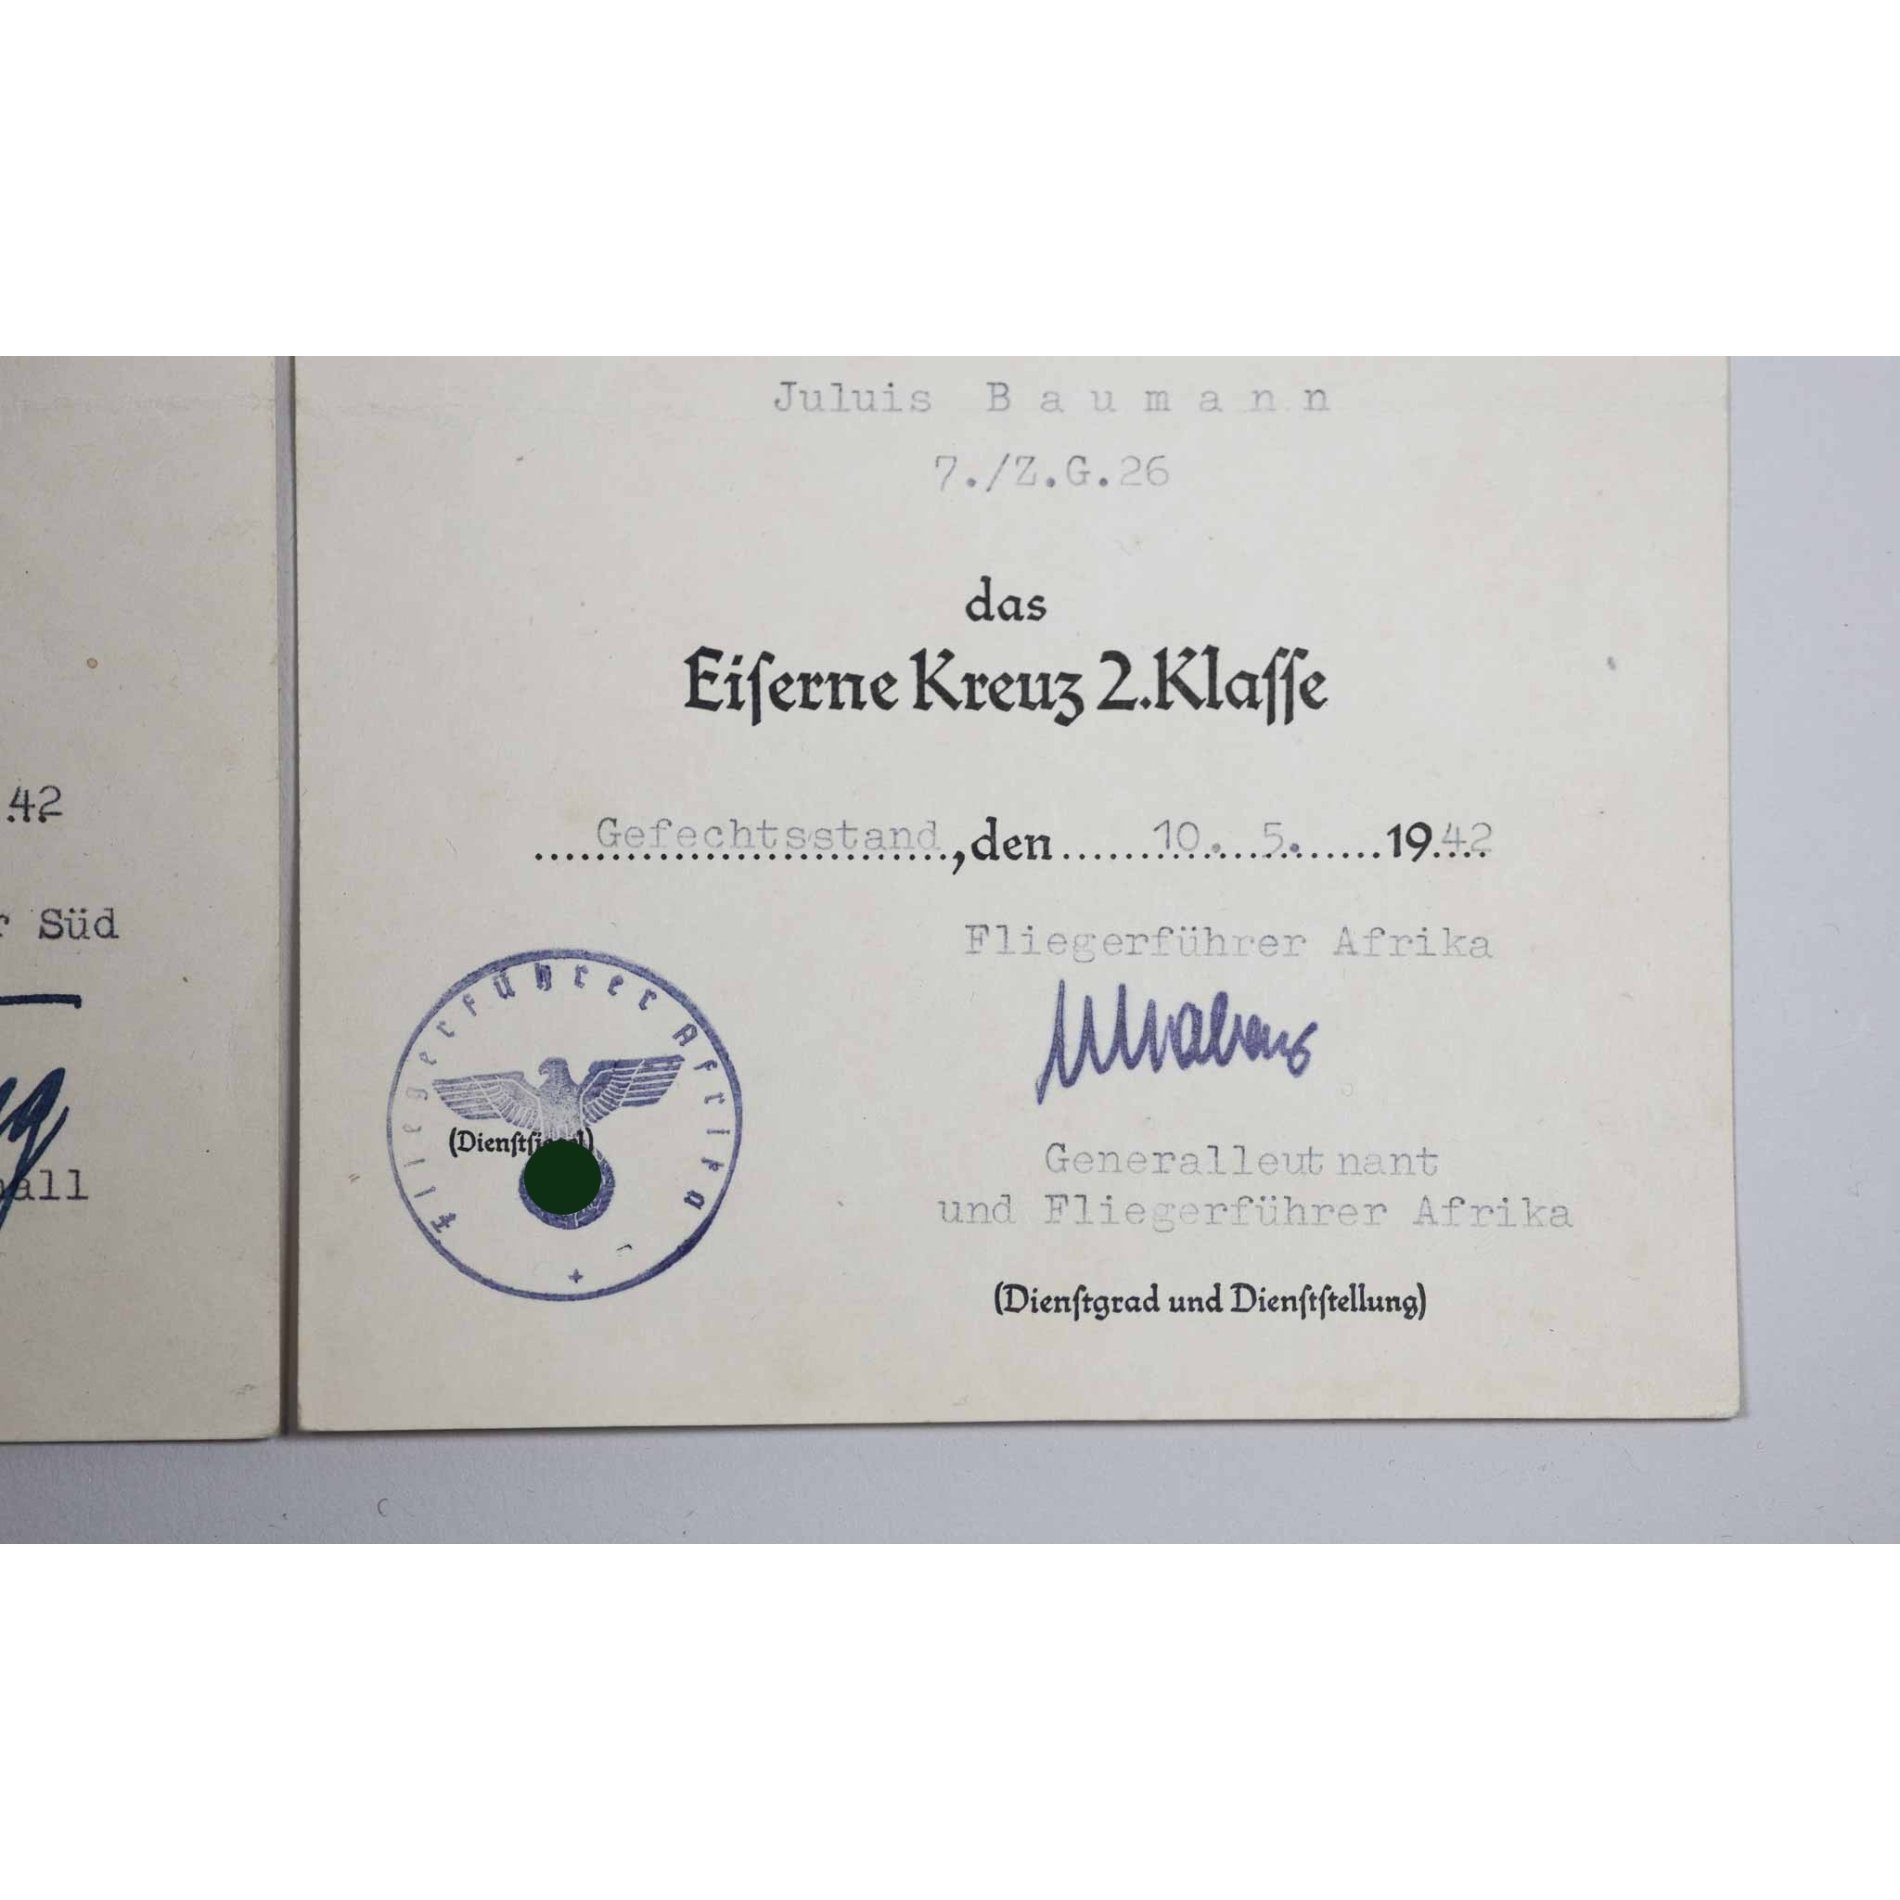 .42
r Süd
all
Juluis Baumann
7./Z.G.26
das
Eiſerne Kreuz 2.Klaſſe
Gefechtsstand, den 10. 5. 1942
Fliegerführer Afrika
Generalleutnant
und Fliegerführer Afrika
(Dienſtgrad und Dienſtſtellung)
Fliegerführer Afrika
(Dienſtſiegel)